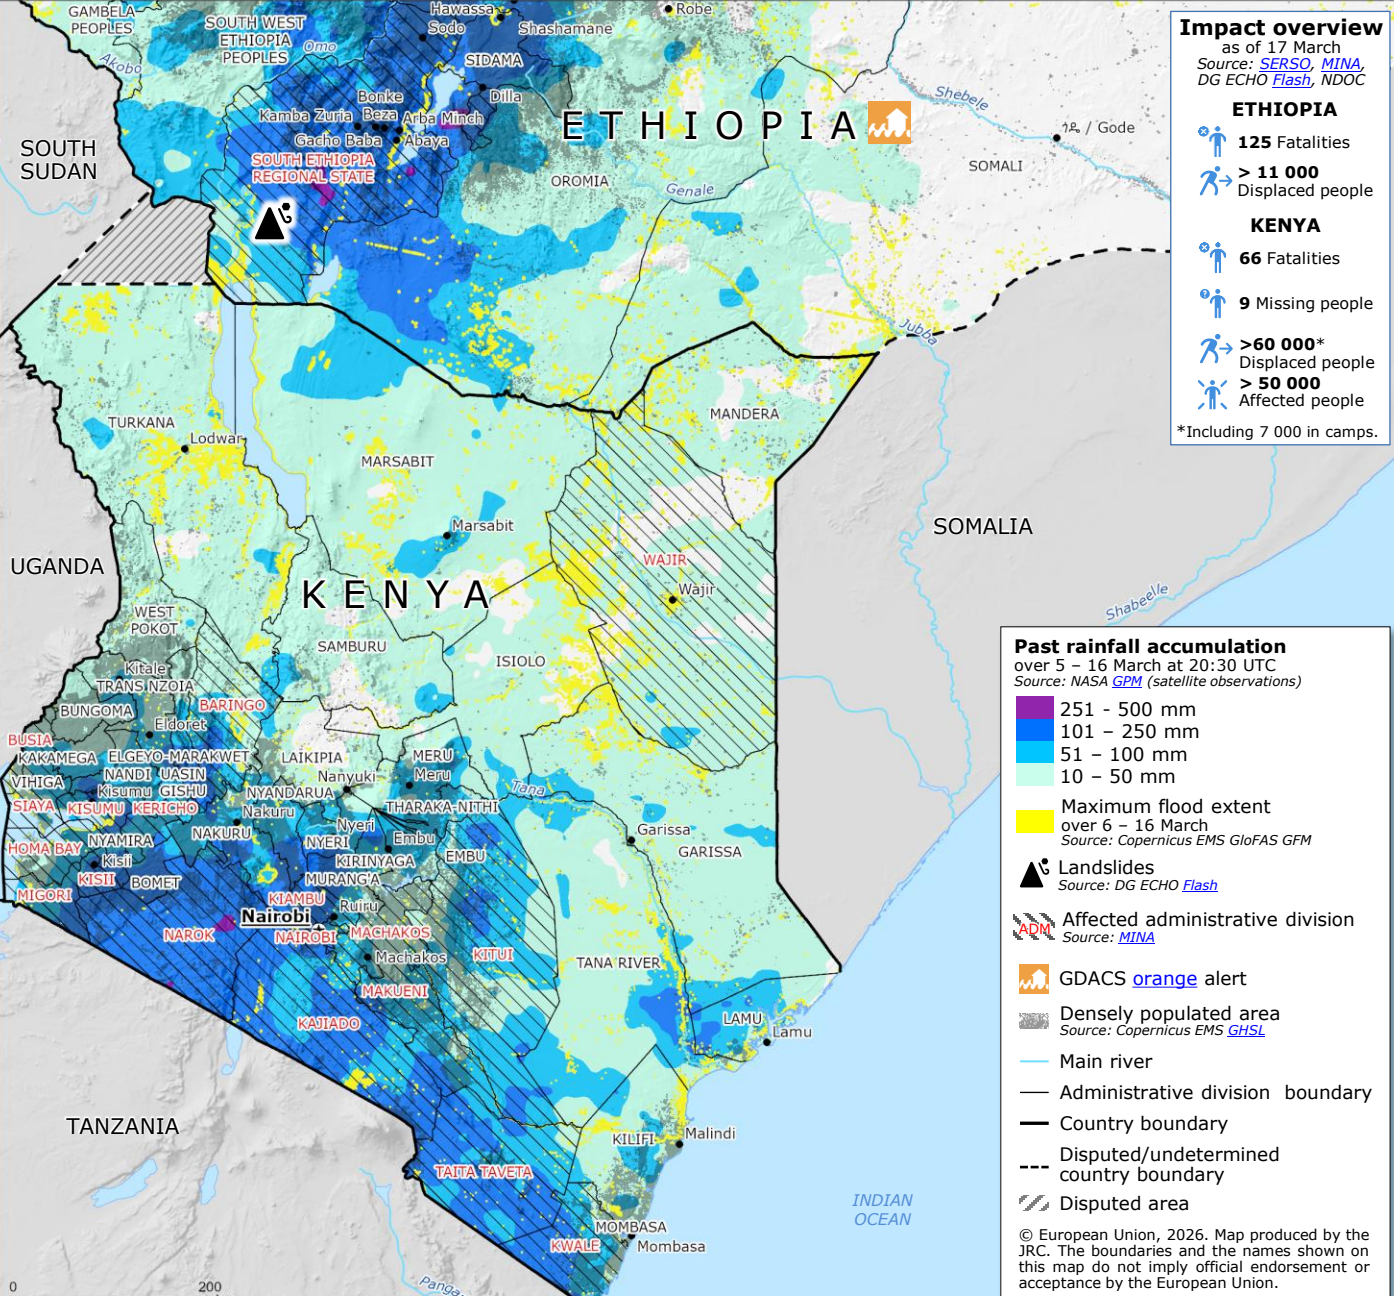 GAMBELA
PEOPLES
SOUTH WEST
ETHIOPIA
PEOPLES
Omo
Akobo
Hawassa
Sodo
Shashamane
Robe
SIDAMA
Dilla
Bonke
Kamba Zuria
Beza
Arba Minch
Gacho Baba
Abaya
SOUTH ETHIOPIA
REGIONAL STATE
ETHIOPIA
OROMIA
Genale
Shebele
ጎዴ / Gode
SOMALI
Jubba
SOUTH
SUDAN
Impact overview
as of 17 March
Source: SERSO, MINA,
DG ECHO Flash, NDOC
ETHIOPIA
125 Fatalities
> 11 000
Displaced people
KENYA
66 Fatalities
9 Missing people
>60 000*
Displaced people
> 50 000
Affected people
*Including 7 000 in camps.
TURKANA
Lodwar
MARSABIT
Marsabit
MANDERA
SOMALIA
Shabeelle
UGANDA
KENYA
WAJIR
Wajir
WEST
POKOT
SAMBURU
ISIOLO
Kitale
TRANS NZOIA
BARINGO
BUNGOMA
Eldoret
BUSIA
KAKAMEGA
ELGEYO-MARAKWET
LAIKIPIA
MERU
VIHIGA
NANDI
UASIN
GISHU
Nanyuki
Meru
Kisumu
NYANDARUA
Tana
SIAYA
KISUMU
KERICHO
Nakuru
THARAKA-NITHI
NAKURU
Nyeri
NYERI
Embu
HOMA BAY
NYAMIRA
KIRINYAGA
EMBU
Garissa
GARISSA
Kisii
KISII
BOMET
MURANG'A
MIGORI
KIAMBU
Ruiru
Nairobi
NAIROBI
NAROK
MACHAKOS
Machakos
KITUI
TANA RIVER
MAKUENI
KAJIADO
LAMU
Lamu
TANZANIA
KILIFI
Malindi
TAITA TAVETA
MOMBASA
Mombasa
KWALE
INDIAN
OCEAN
Panga
0
200
Past rainfall accumulation
over 5 – 16 March at 20:30 UTC
Source: NASA GPM (satellite observations)
251 - 500 mm
101 – 250 mm
51 – 100 mm
10 – 50 mm
Maximum flood extent
over 6 – 16 March
Source: Copernicus EMS GloFAS GFM
Landslides
Source: DG ECHO Flash
ADM
Affected administrative division
Source: MINA
GDACS orange alert
Densely populated area
Source: Copernicus EMS GHSL
Main river
Administrative division boundary
Country boundary
Disputed/undetermined
country boundary
Disputed area
© European Union, 2026. Map produced by the
JRC. The boundaries and the names shown on
this map do not imply official endorsement or
acceptance by the European Union.